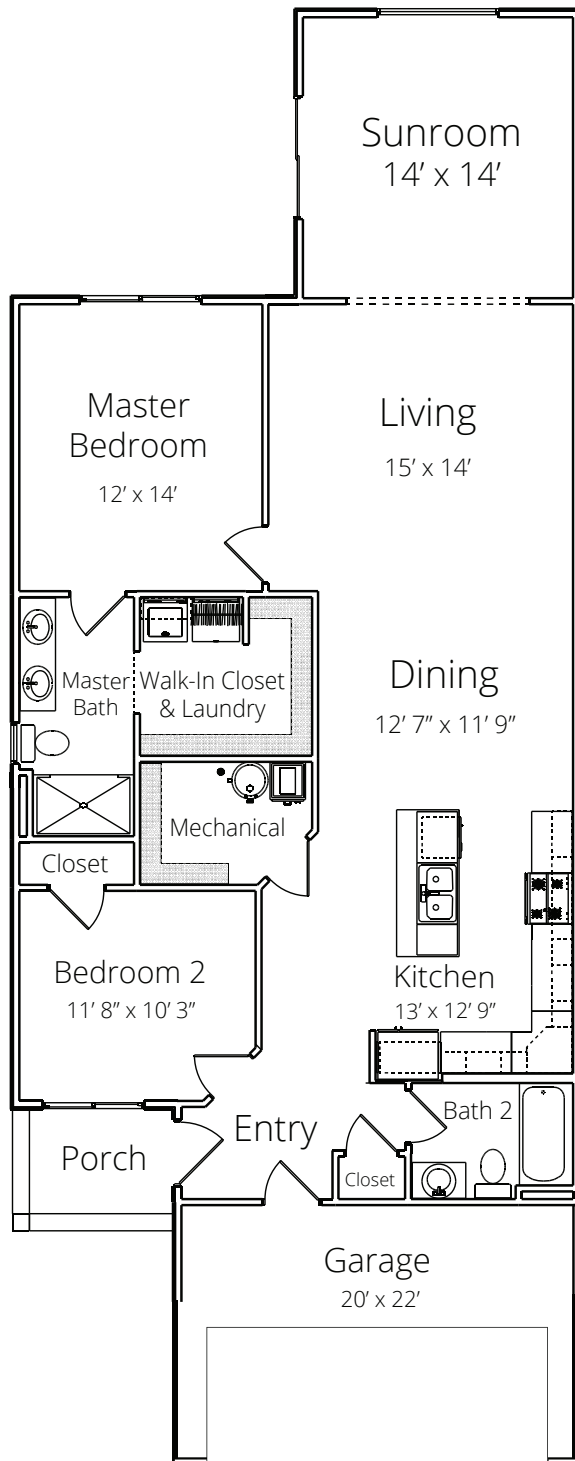 Sunroom
14’ x 14’
Master
Bedroom
12’ x 14’
Living
15’ x 14’
Master
Bath
Walk-In Closet
& Laundry
Dining
12’ 7” x 11’ 9”
Mechanical
Closet
Bedroom 2
11’ 8” x 10’ 3”
Kitchen
13’ x 12’ 9”
Bath 2
Entry
Porch
Closet
Garage
20’ x 22’